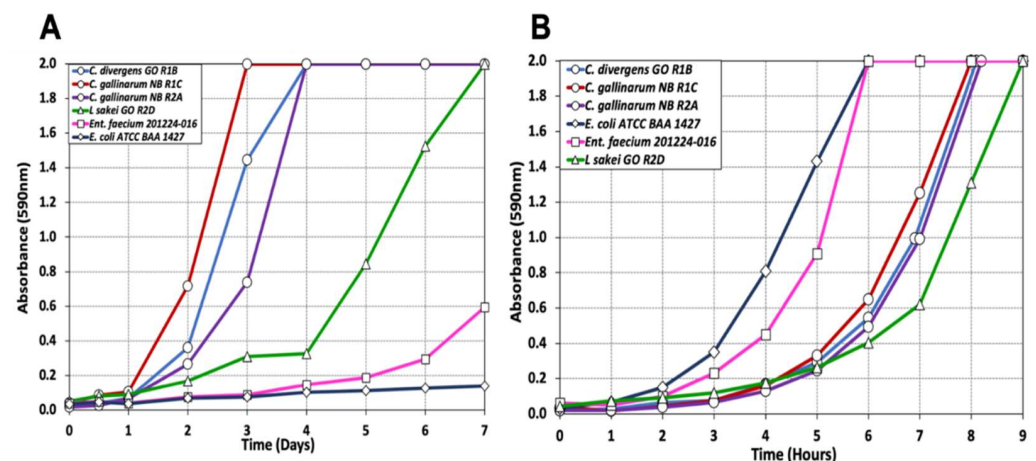 A
B
2.0
1.8
1.6
1.4
1.2
1.0
0.8
0.6
0.4
0.2
0.0
Absorbance (590nm)
C. divergens GO R1B
C. gallinarum NB R1C
C. gallinarum NB R2A
L sakei GO R2D
Ent. faecium 201224-016
E. coli ATCC BAA 1427
0 1 2 3 4 5 6 7
Time (Days)
2.0
1.8
1.6
1.4
1.2
1.0
0.8
0.6
0.4
0.2
0.0
Absorbance (590nm)
C. divergens GO R1B
C. gallinarum NB R1C
C. gallinarum NB R2A
E. coli ATCC BAA 1427
Ent. faecium 201224-016
L sakei GO R2D
0 1 2 3 4 5 6 7 8 9
Time (Hours)